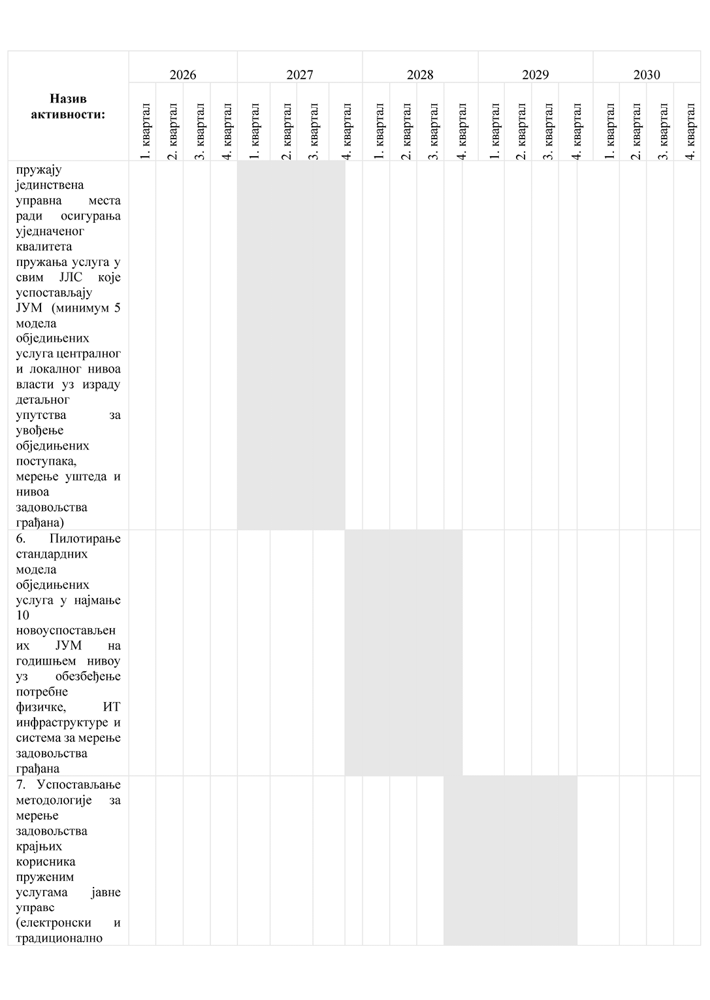 Назив
активности:
2026
2027
2028
2029
2030
1. квартал
2. квартал
3. квартал
4. квартал
1. квартал
2. квартал
3. квартал
4. квартал
1. квартал
2. квартал
3. квартал
4. квартал
1. квартал
2. квартал
3. квартал
4. квартал
1. квартал
2. квартал
3. квартал
4. квартал
пружају
јединствена
управна места
ради осигурања
уједначеног
квалитета
пружања услуга у
свим ЈЛС које
успостављају
ЈУМ (минимум 5
модела
обједињених
услуга централног
и локалног нивоа
власти уз израду
детаљног
упутства за
увођење
обједињених
поступака,
мерење уштеда и
нивоа
задовољства
грађана)
6. Пилотирање
стандардних
модела
обједињених
услуга у најмање
10
новоуспостављен
их ЈУМ на
годишњем нивоу
уз обезбеђење
потребне
физичке, ИТ
инфраструктуре и
система за мерење
задовољства
грађана
7. Успостављање
методологије за
мерење
задовољства
крајњих
корисника
пруженим
услугама јавне
управс
(електронски и
традиционално